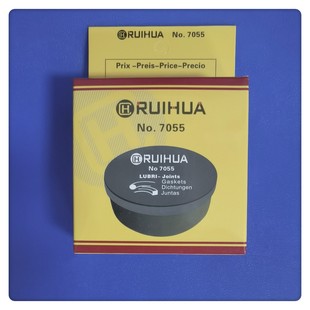 RUIHUA No. 7055
Prix -Preis-Price-Precio
RUIHUA
No. 7055
RUIHUA
No 7055
LUBRI- Joints
Gaskets
Dichtungen
Juntas